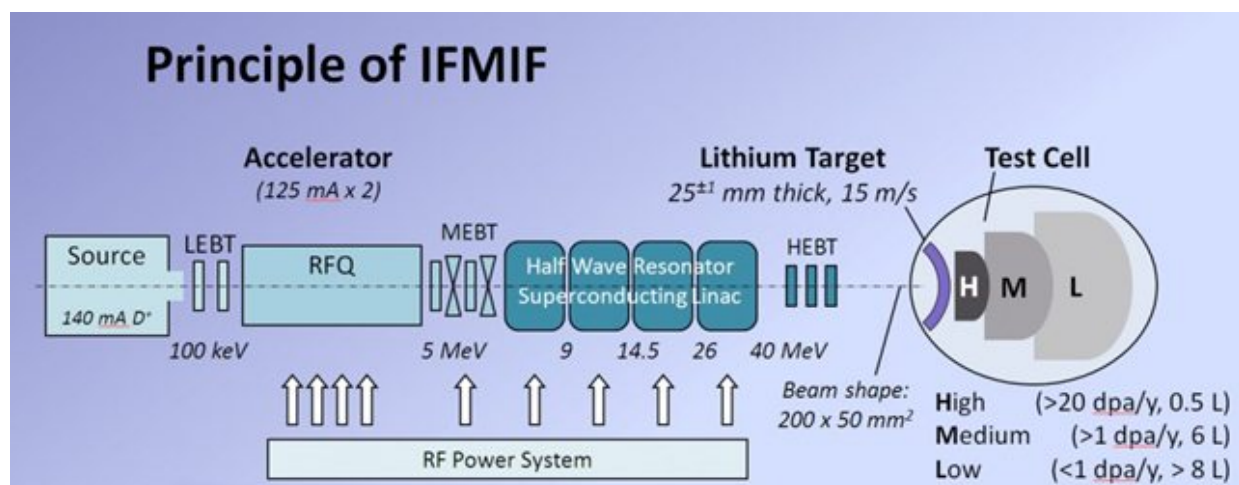 Principle of IFMIF
Accelerator
(125 mA x 2)
Lithium Target
25±1 mm thick, 15 m/s
Test Cell
Source
140 mA D+
LEBT
RFQ
MEBT
Half Wave Resonator
Superconducting Linac
HEBT
H M L
100 keV
5 MeV
9
14.5
26
40 MeV
Beam shape:
200 x 50 mm2
RF Power System
High (>20 dpa/y, 0.5 L)
Medium (>1 dpa/y, 6 L)
Low (<1 dpa/y, > 8 L)